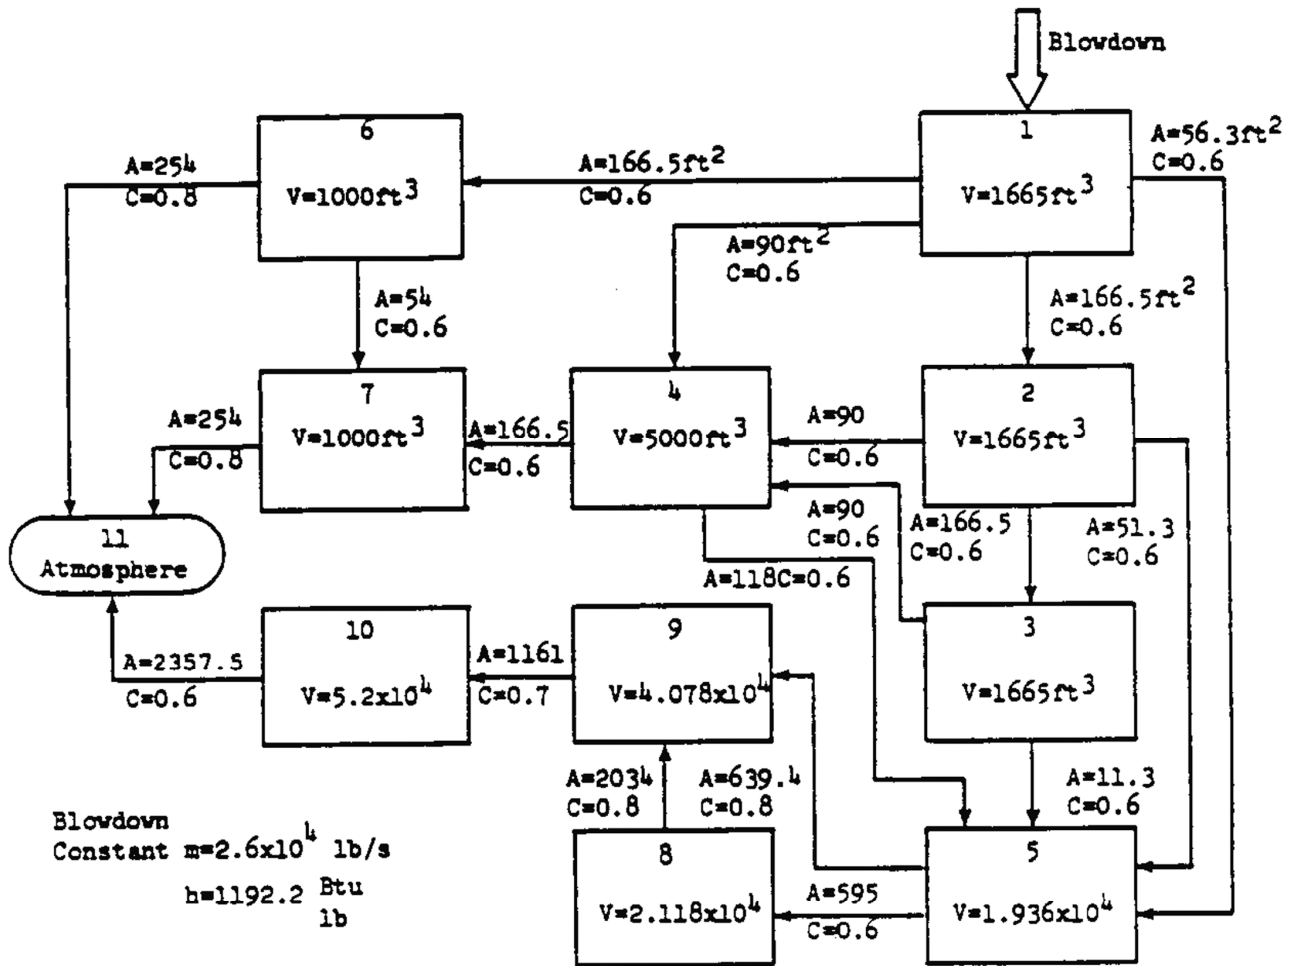 Blowdown
6
V=1000ft³
A=254
C=0.8
A=166.5ft²
C=0.6
1
V=1665ft³
A=56.3ft²
C=0.6
A=90ft²
C=0.6
A=54
C=0.6
A=166.5ft²
C=0.6
7
V=1000ft³
A=254
C=0.8
A=166.5
C=0.6
4
V=5000ft³
A=90
C=0.6
2
V=1665ft³
A=90
C=0.6
A=166.5
C=0.6
A=51.3
C=0.6
11
Atmosphere
A=118C=0.6
10
V=5.2x10⁴
A=2357.5
C=0.6
A=1161
C=0.7
9
V=4.078x10⁴
3
V=1665ft³
A=2034
C=0.8
A=639.4
C=0.8
A=11.3
C=0.6
8
V=2.118x10⁴
A=595
C=0.6
5
V=1.936x10⁴
Blowdown
Constant m=2.6x10⁴ lb/s
h=1192.2 Btu
lb